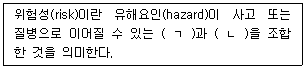 위험성(risk)이란 유해요인(hazard)이 사고 또는
질병으로 이어질 수 있는 ( ㄱ )과 ( ㄴ )을 조합
한 것을 의미한다.